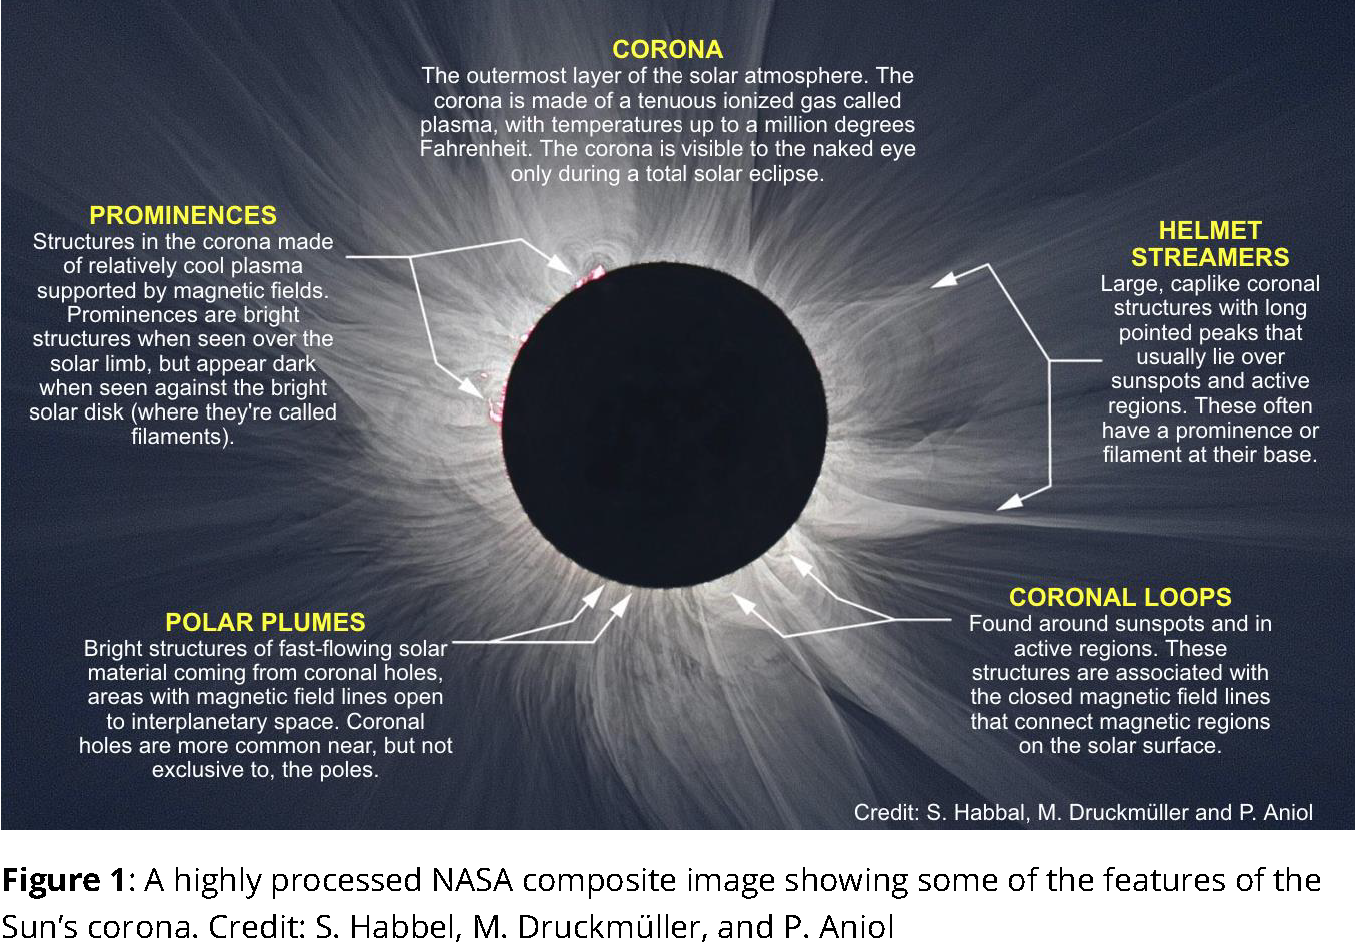 CORONA
The outermost layer of the solar atmosphere. The
corona is made of a tenuous ionized gas called
plasma, with temperatures up to a million degrees
Fahrenheit. The corona is visible to the naked eye
only during a total solar eclipse.
PROMINENCES
Structures in the corona made
of relatively cool plasma
supported by magnetic fields.
Prominences are bright
structures when seen over the
solar limb, but appear dark
when seen against the bright
solar disk (where they're called
filaments).
HELMET
STREAMERS
Large, caplike coronal
structures with long
pointed peaks that
usually lie over
sunspots and active
regions. These often
have a prominence or
filament at their base.
POLAR PLUMES
Bright structures of fast-flowing solar
material coming from coronal holes,
areas with magnetic field lines open
to interplanetary space. Coronal
holes are more common near, but not
exclusive to, the poles.
CORONAL LOOPS
Found around sunspots and in
active regions. These
structures are associated with
the closed magnetic field lines
that connect magnetic regions
on the solar surface.
Credit: S. Habbal, M. Druckmüller and P. Aniol
Figure 1: A highly processed NASA composite image showing some of the features of the
Sun's corona. Credit: S. Habbel, M. Druckmüller, and P. Aniol